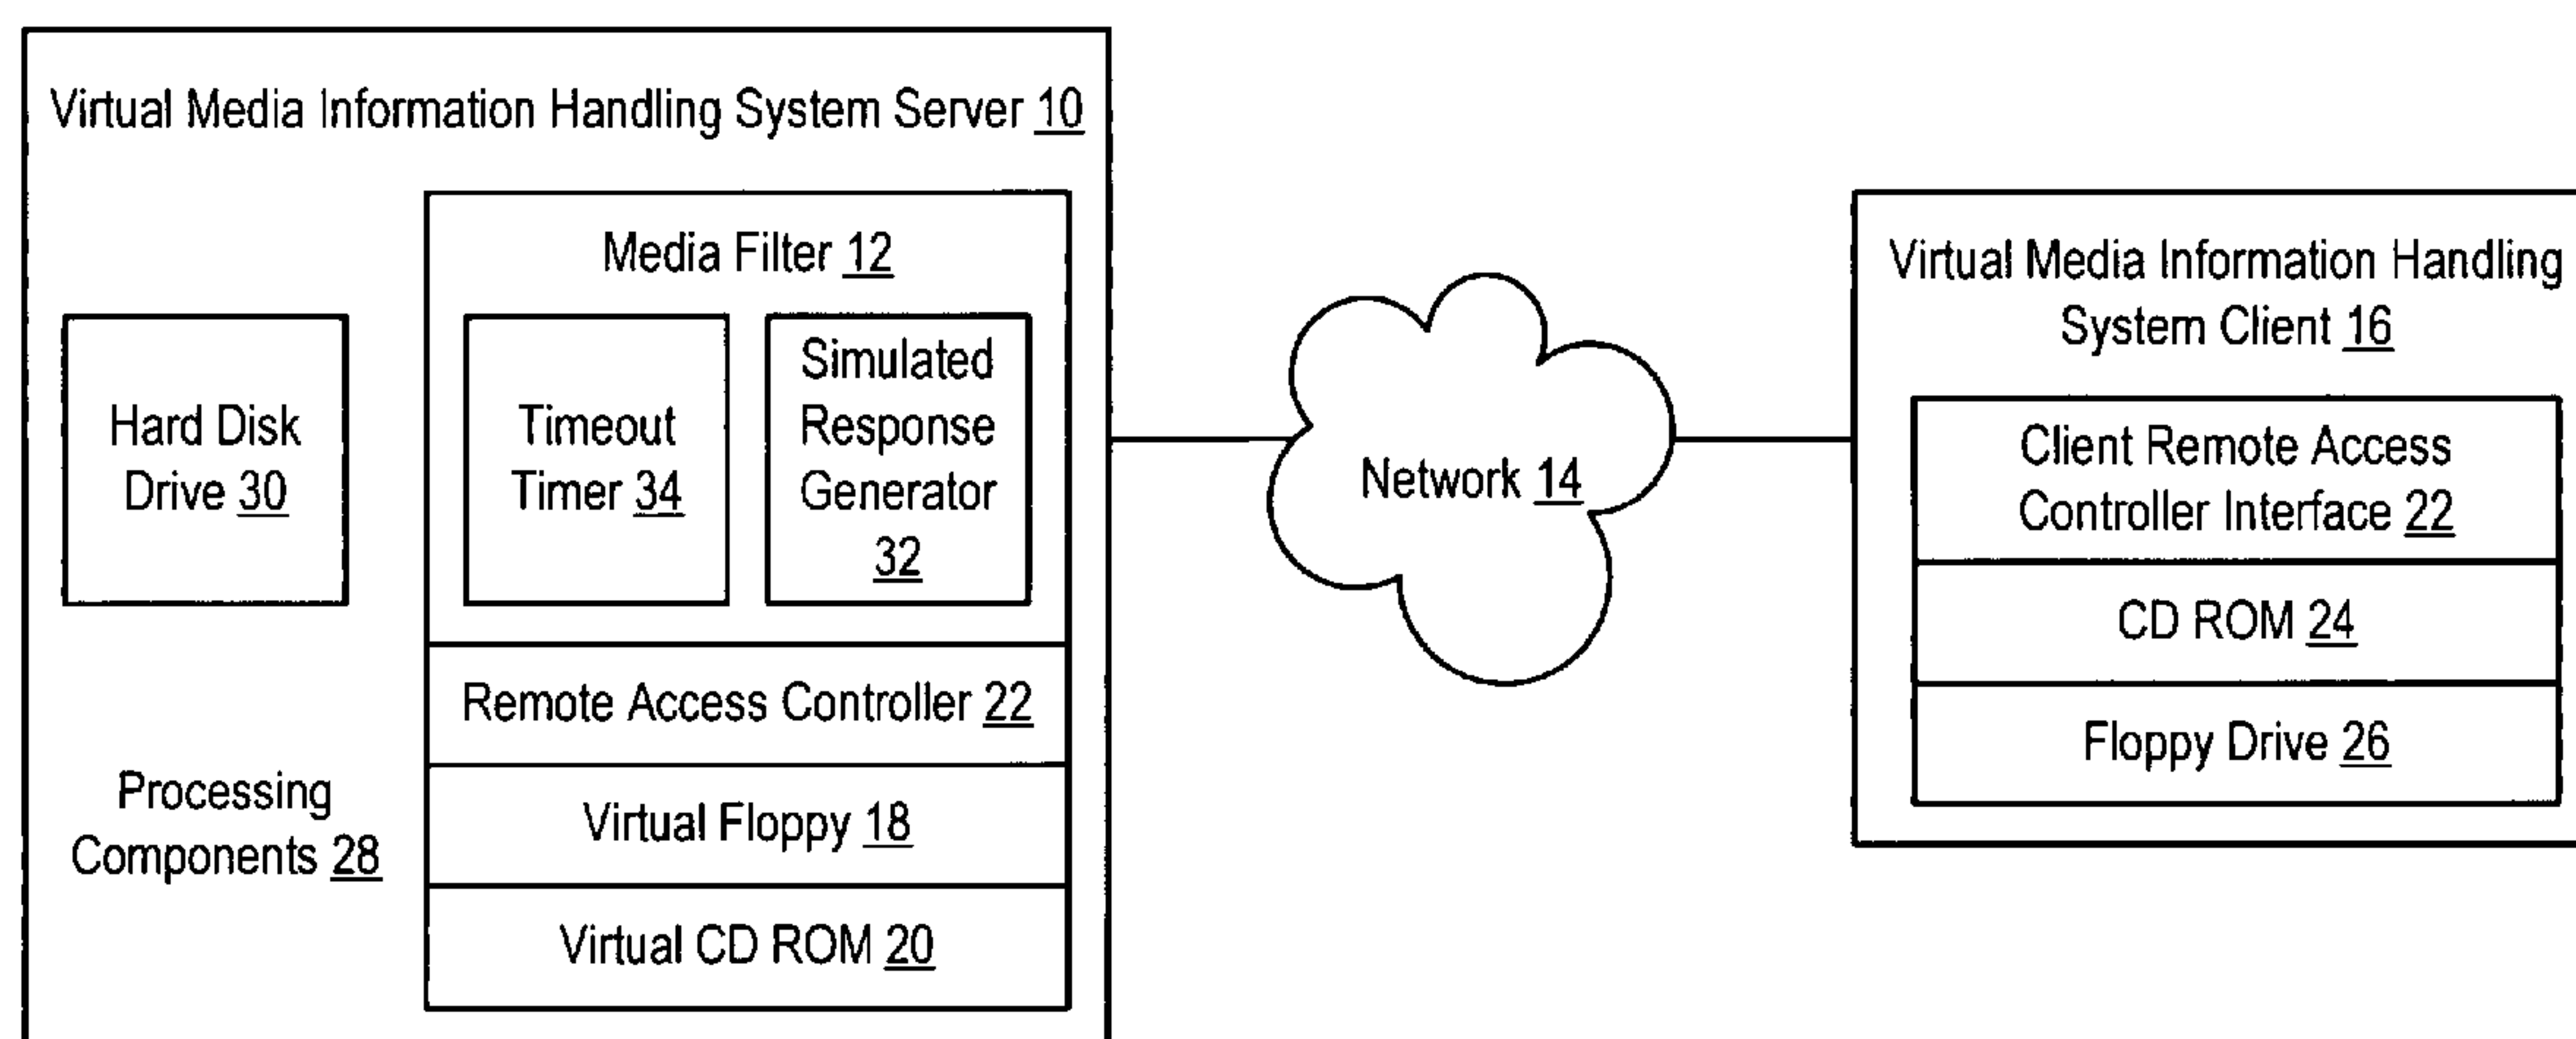 Virtual Media Information Handling System Server 10
Media Filter 12
Hard Disk
Drive 30
Timeout
Timer 34
Simulated
Response
Generator
32
Remote Access Controller 22
Processing
Components 28
Virtual Floppy 18
Virtual CD ROM 20
Network 14
Virtual Media Information Handling
System Client 16
Client Remote Access
Controller Interface 22
CD ROM 24
Floppy Drive 26